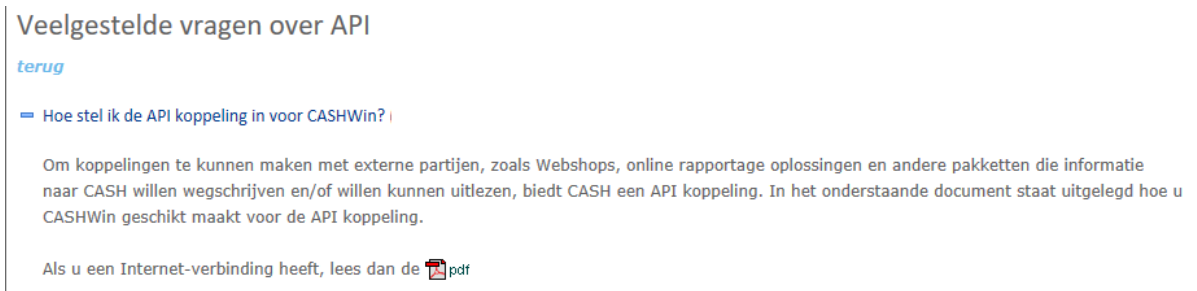 Veelgestelde vragen over API
terug
Hoe stel ik de API koppeling in voor CASHWin?
Om koppelingen te kunnen maken met externe partijen, zoals Webshops, online rapportage oplossingen en andere pakketten die informatie
naar CASH willen wegschrijven en/of willen kunnen uitlezen, biedt CASH een API koppeling. In het onderstaande document staat uitgelegd hoe u
CASHWin geschikt maakt voor de API koppeling.
Als u een Internet-verbinding heeft, lees dan de pdf